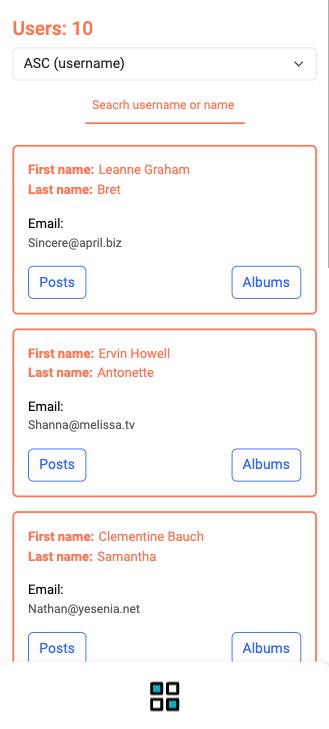 Users: 10
ASC (username)
Seacrh username or name
First name: Leanne Graham
Last name: Bret
Email:
Sincere@april.biz
Posts Albums
First name: Ervin Howell
Last name: Antonette
Email:
Shanna@melissa.tv
Posts Albums
First name: Clementine Bauch
Last name: Samantha
Email:
Nathan@yesenia.net
Posts Albums